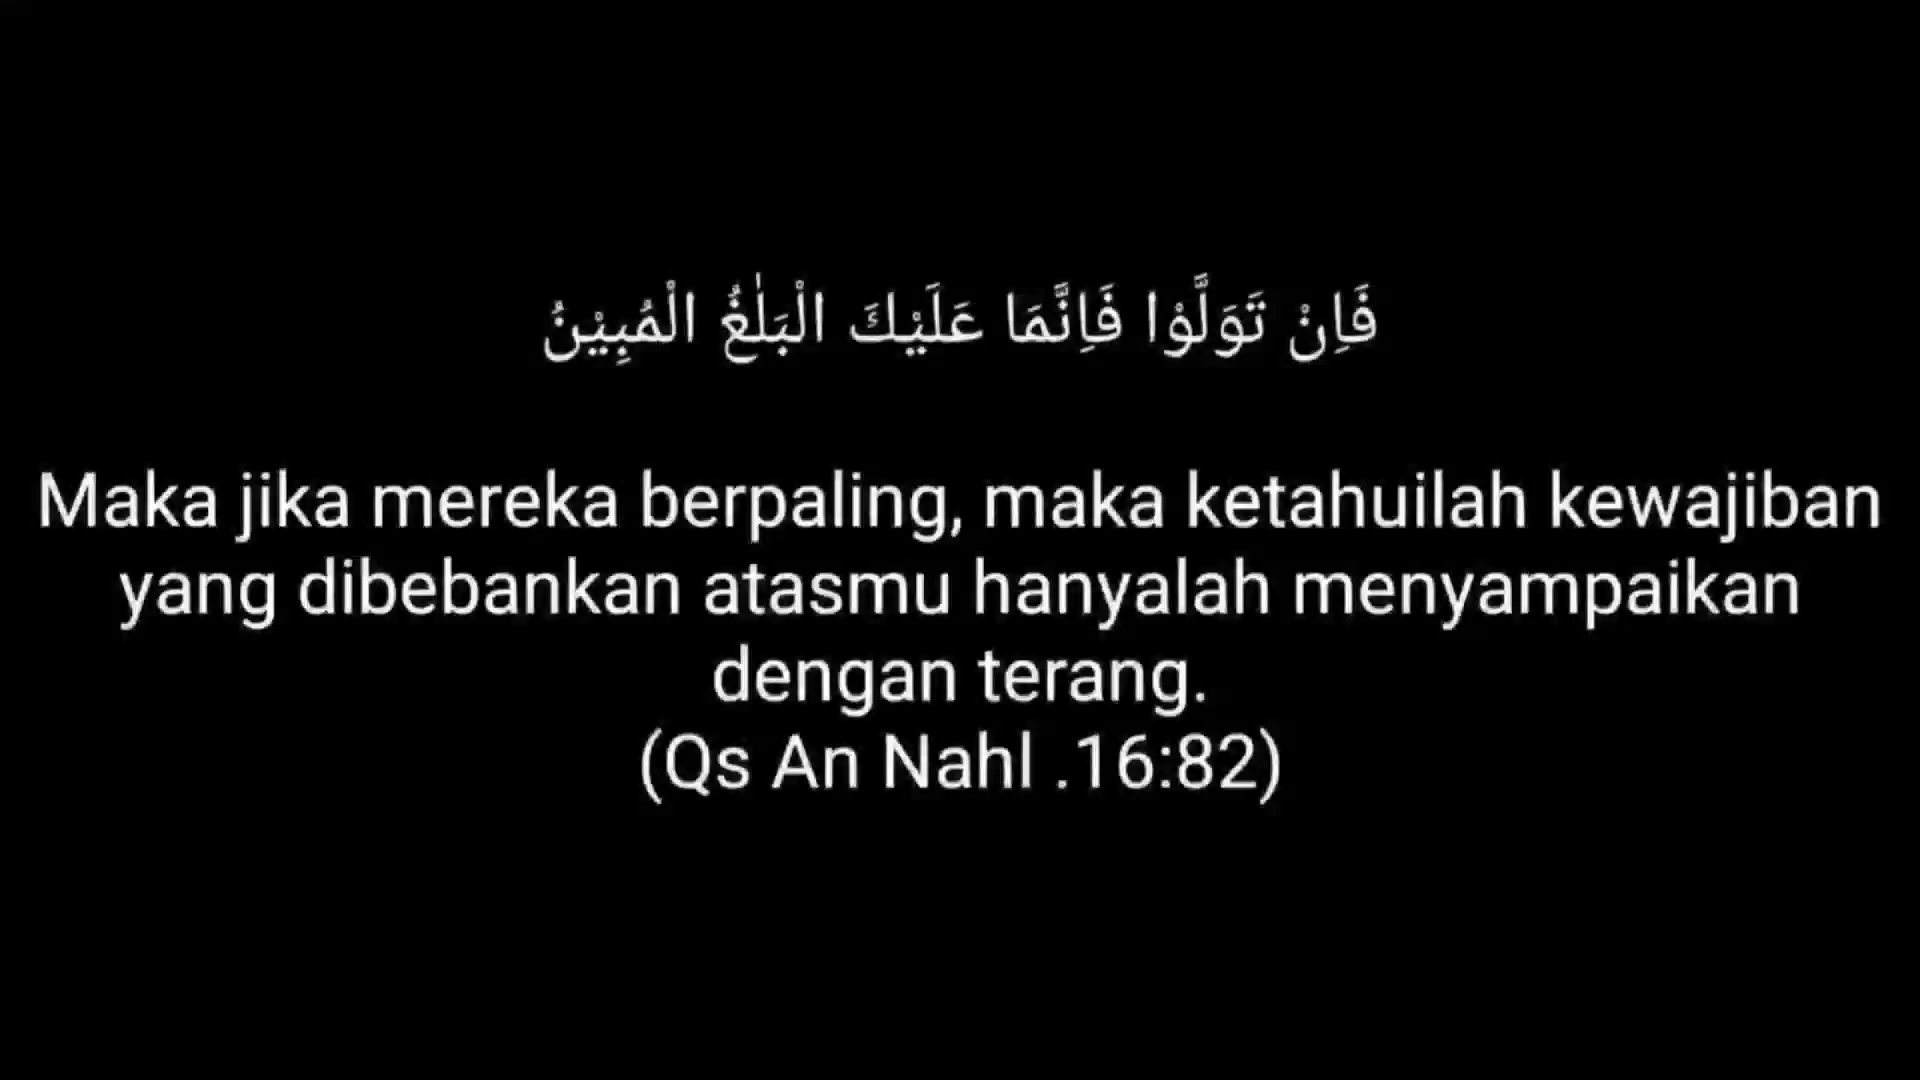 فَاِنْ تَوَلَّوْا فَاِنَّمَا عَلَيْكَ الْبَلٰغُ الْمُبِيْنُ
Maka jika mereka berpaling, maka ketahuilah kewajiban
yang dibebankan atasmu hanyalah menyampaikan
dengan terang.
(Qs An Nahl .16:82)